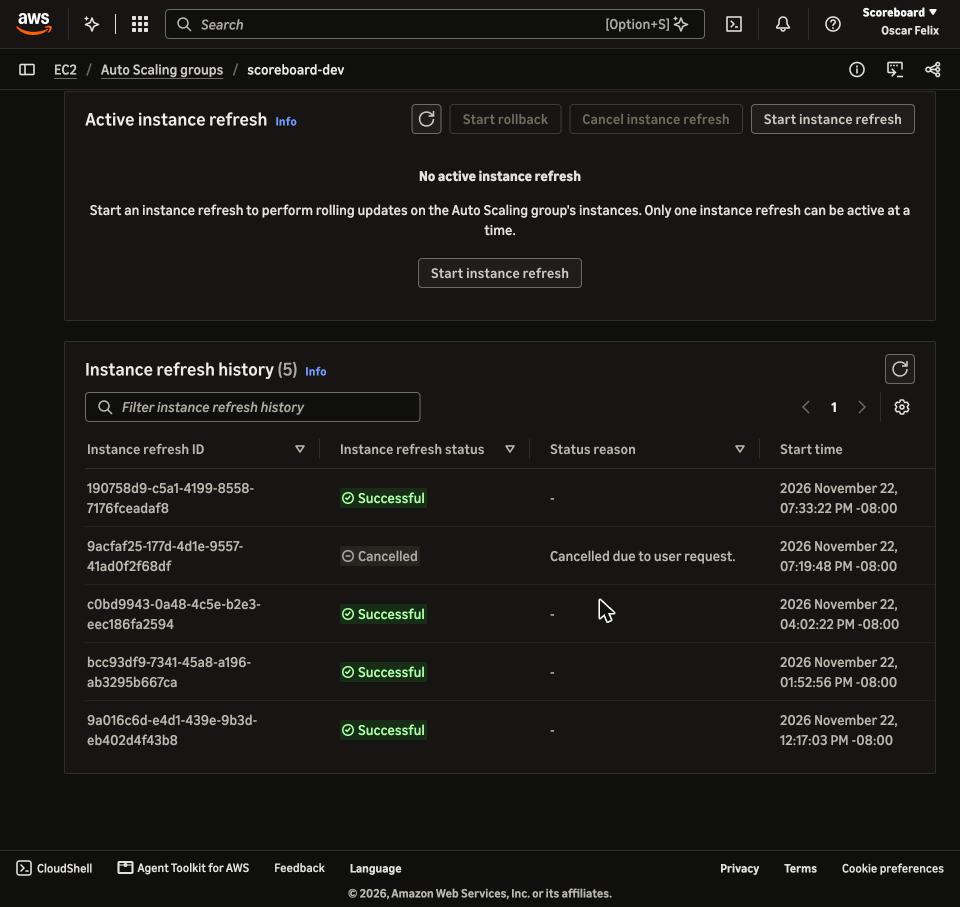 aws
Search
[Option+S]
Scoreboard
Oscar Felix
EC2 / Auto Scaling groups / scoreboard-dev
Active instance refresh Info
Start rollback
Cancel instance refresh
Start instance refresh
No active instance refresh
Start an instance refresh to perform rolling updates on the Auto Scaling group's instances. Only one instance refresh can be active at a
time.
Start instance refresh
Instance refresh history (5) Info
Filter instance refresh history
1
Instance refresh ID
Instance refresh status
Status reason
Start time
190758d9-c5a1-4199-8558-
7176fceadaf8
Successful
-
2026 November 22,
07:33:22 PM -08:00
9acfaf25-177d-4d1e-9557-
41ad0f2f68df
Cancelled
Cancelled due to user request.
2026 November 22,
07:19:48 PM -08:00
c0bd9943-0a48-4c5e-b2e3-
eec186fa2594
Successful
-
2026 November 22,
04:02:22 PM -08:00
bcc93df9-7341-45a8-a196-
ab3295b667ca
Successful
-
2026 November 22,
01:52:56 PM -08:00
9a016c6d-e4d1-439e-9b3d-
eb402d4f43b8
Successful
-
2026 November 22,
12:17:03 PM -08:00
CloudShell
Agent Toolkit for AWS
Feedback
Language
Privacy
Terms
Cookie preferences
© 2026, Amazon Web Services, Inc. or its affiliates.